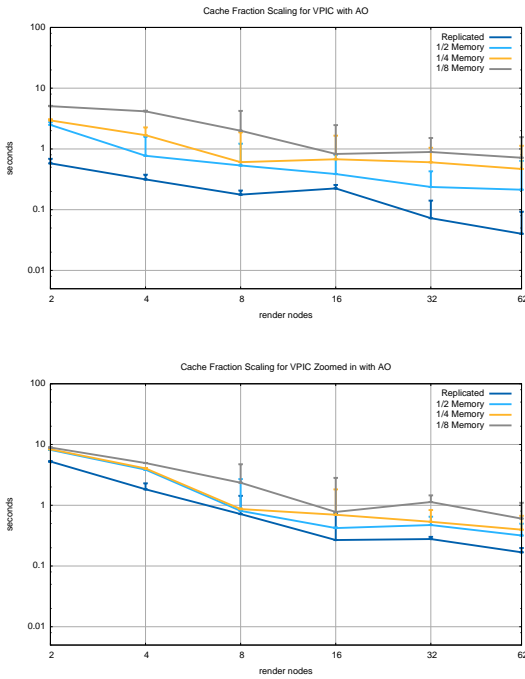 Cache Fraction Scaling for VPIC with AO
100
10
1
0.1
0.01
seconds
Replicated
1/2 Memory
1/4 Memory
1/8 Memory
2 4 8 16 32 62
render nodes
Cache Fraction Scaling for VPIC Zoomed in with AO
100
10
1
0.1
0.01
seconds
Replicated
1/2 Memory
1/4 Memory
1/8 Memory
2 4 8 16 32 62
render nodes